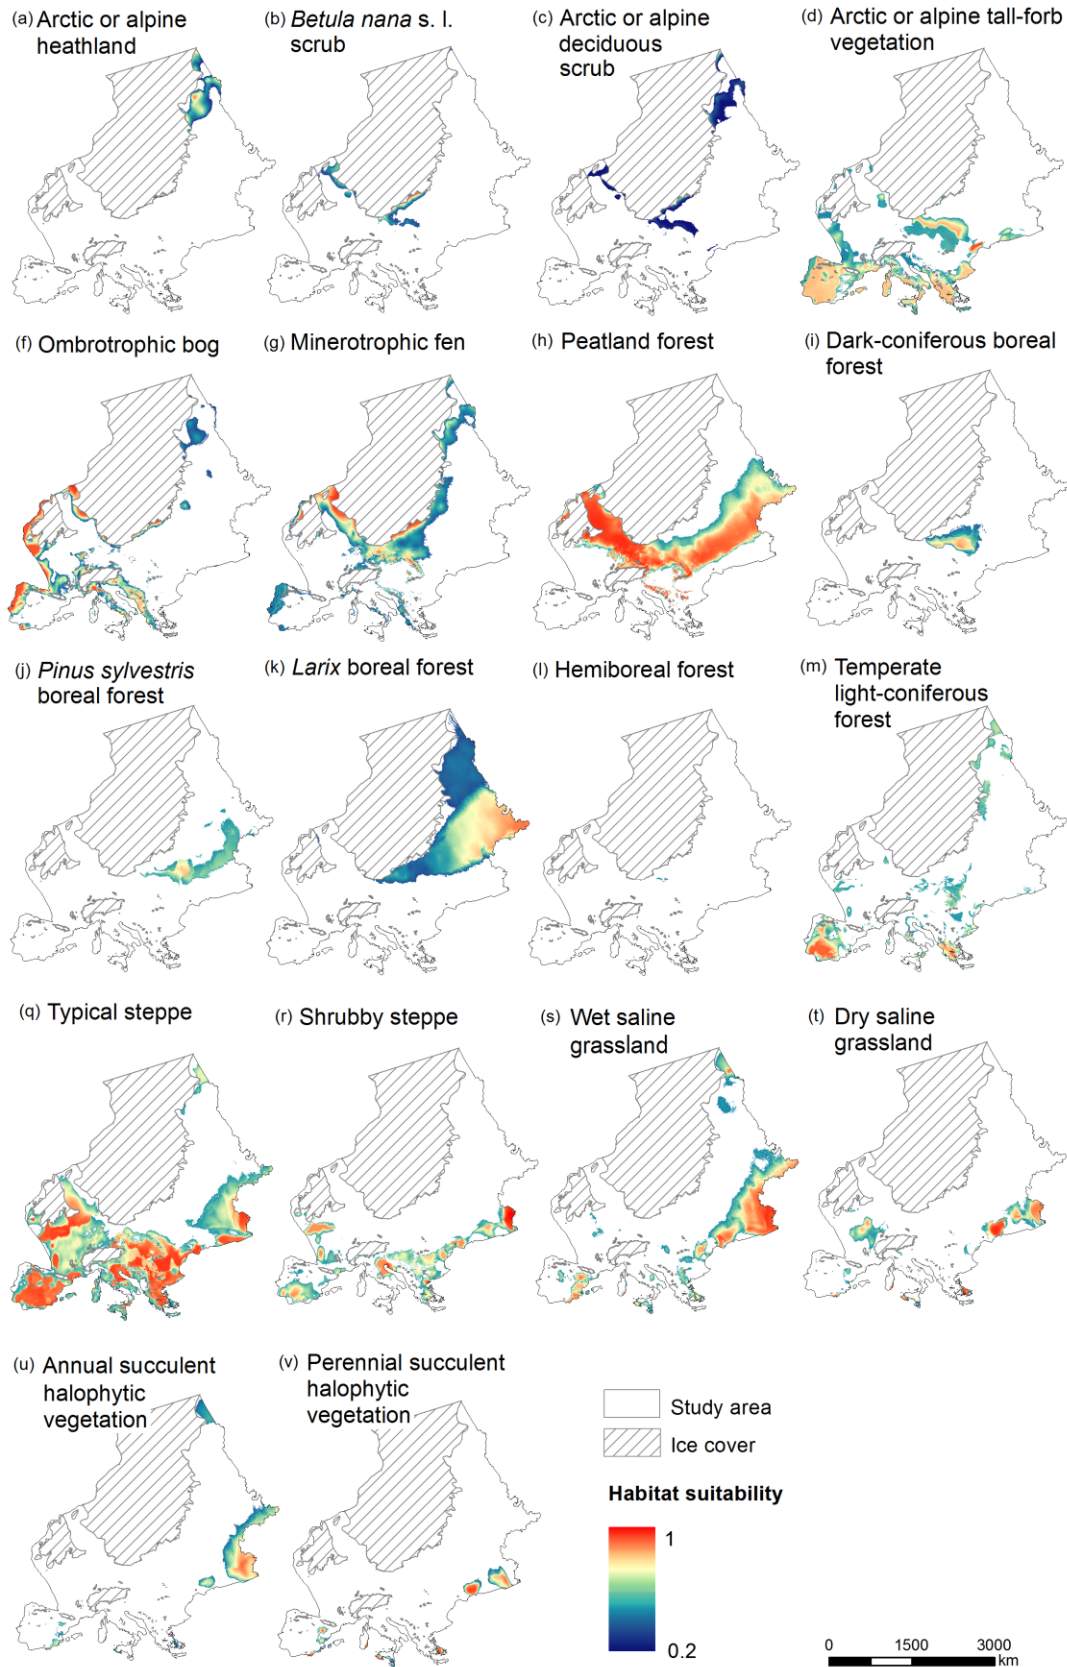 (a) Arctic or alpine
heathland
(b) Betula nana s. l.
scrub
(c) Arctic or alpine
deciduous
scrub
(d) Arctic or alpine tall-forb
vegetation
(f) Ombrotrophic bog
(g) Minerotrophic fen
(h) Peatland forest
(i) Dark-coniferous boreal
forest
(j) Pinus sylvestris
boreal forest
(k) Larix boreal forest
(l) Hemiboreal forest
(m) Temperate
light-coniferous
forest
(q) Typical steppe
(r) Shrubby steppe
(s) Wet saline
grassland
(t) Dry saline
grassland
(u) Annual succulent
halophytic
vegetation
(v) Perennial succulent
halophytic
vegetation
Study area
Ice cover
Habitat suitability
1
0.2
0 1500 3000
km